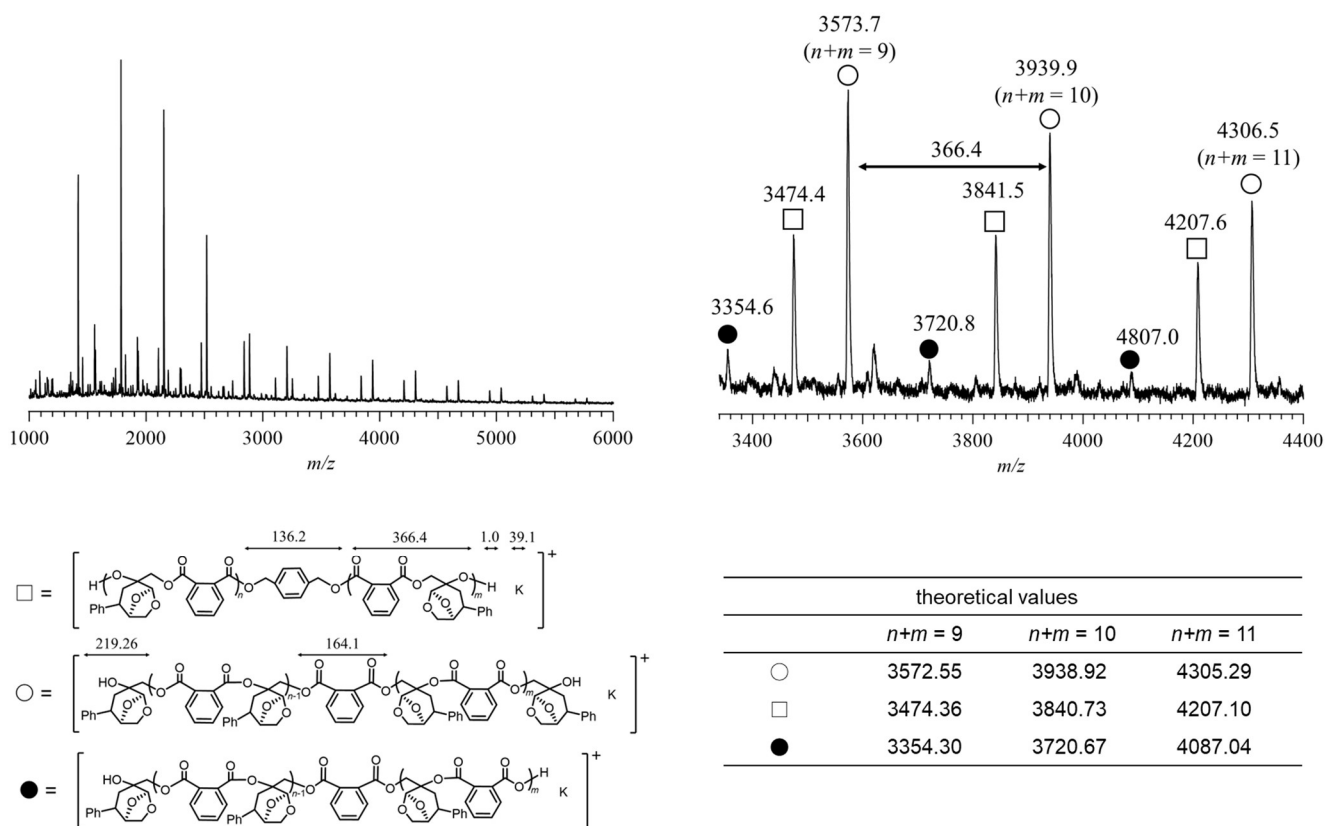 1000 2000 3000 4000 5000 6000
m/z
3573.7
(n+m = 9)
3939.9
(n+m = 10)
4306.5
(n+m = 11)
366.4
3474.4
3841.5
4207.6
3354.6
3720.8
4807.0
3400 3600 3800 4000 4200 4400
m/z
136.2 366.4 1.0 39.1
+
O O O O
H O O O O O O O O H K
n m
Ph O O O O Ph
=
219.26 164.1
+
O O O O O O
HO O O O O O O O OH K
n-1 m
Ph O O Ph O O O O Ph O O Ph
=
+
O O O O O O
HO O O O O O O H K
n-1 m
Ph O O Ph O O O O Ph
=
theoretical values
n+m = 9 n+m = 10 n+m = 11
3572.55 3938.92 4305.29
3474.36 3840.73 4207.10
3354.30 3720.67 4087.04